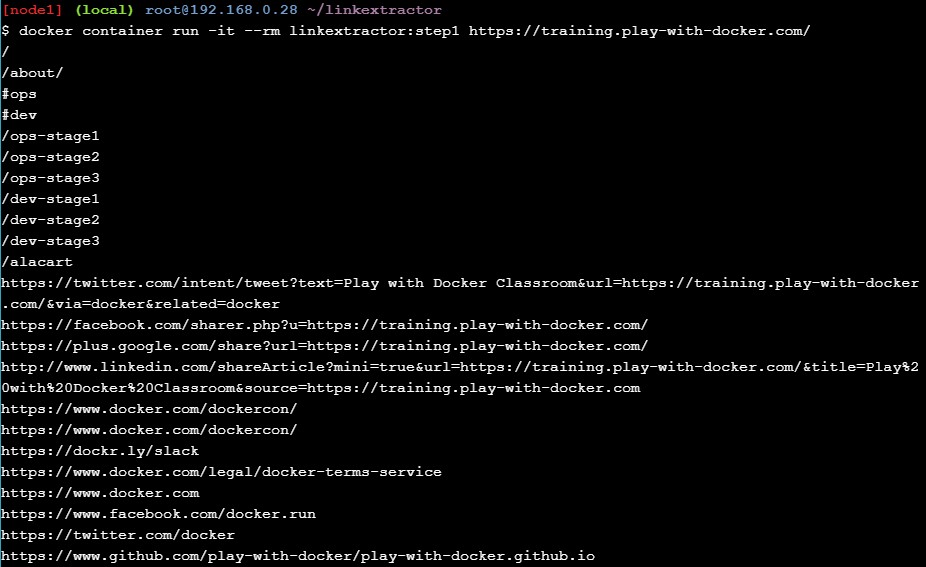 [node1] (local) root@192.168.0.28 ~/linkextractor
$ docker container run -it --rm linkextractor:step1 https://training.play-with-docker.com/
/
/about/
#ops
#dev
/ops-stage1
/ops-stage2
/ops-stage3
/dev-stage1
/dev-stage2
/dev-stage3
/alacart
https://twitter.com/intent/tweet?text=Play with Docker Classroom&url=https://training.play-with-docker
.com/&via=docker&related=docker
https://facebook.com/sharer.php?u=https://training.play-with-docker.com/
https://plus.google.com/share?url=https://training.play-with-docker.com/
http://www.linkedin.com/shareArticle?mini=true&url=https://training.play-with-docker.com/&title=Play%2
0with%20Docker%20Classroom&source=https://training.play-with-docker.com
https://www.docker.com/dockercon/
https://www.docker.com/dockercon/
https://dockr.ly/slack
https://www.docker.com/legal/docker-terms-service
https://www.docker.com
https://www.facebook.com/docker.run
https://twitter.com/docker
https://www.github.com/play-with-docker/play-with-docker.github.io